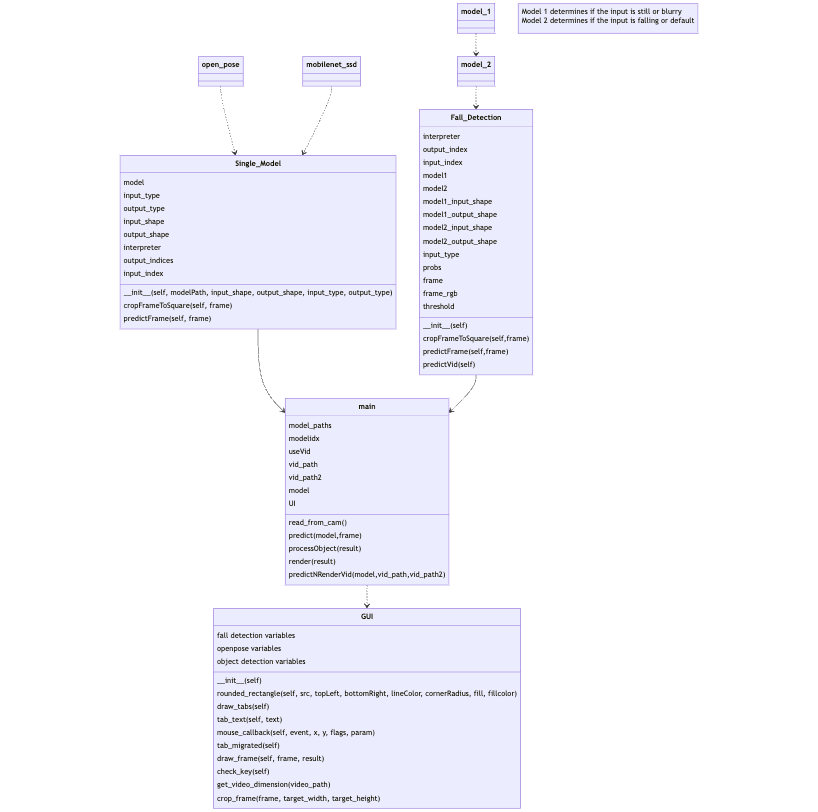 model_1
Model 1 determines if the input is still or blurry
Model 2 determines if the input is falling or default
open_pose
mobilenet_ssd
model_2
Fall_Detection
interpreter
output_index
input_index
model1
model2
model1_input_shape
model1_output_shape
model2_input_shape
model2_output_shape
input_type
probs
frame
frame_rgb
threshold
__init__(self)
cropFrameToSquare(self,frame)
predictFrame(self,frame)
predictVid(self)
Single_Model
model
input_type
output_type
input_shape
output_shape
interpreter
output_indices
input_index
__init__(self, modelPath, input_shape, output_shape, input_type, output_type)
cropFrameToSquare(self, frame)
predictFrame(self, frame)
main
model_paths
modelidx
useVid
vid_path
vid_path2
model
UI
read_from_cam()
predict(model,frame)
processObject(result)
render(result)
predictNRenderVid(model,vid_path,vid_path2)
GUI
fall detection variables
openpose variables
object detection variables
__init__(self)
rounded_rectangle(self, src, topLeft, bottomRight, lineColor, cornerRadius, fill, fillcolor)
draw_tabs(self)
tab_text(self, text)
mouse_callback(self, event, x, y, flags, param)
tab_migrated(self)
draw_frame(self, frame, result)
check_key(self)
get_video_dimension(video_path)
crop_frame(frame, target_width, target_height)